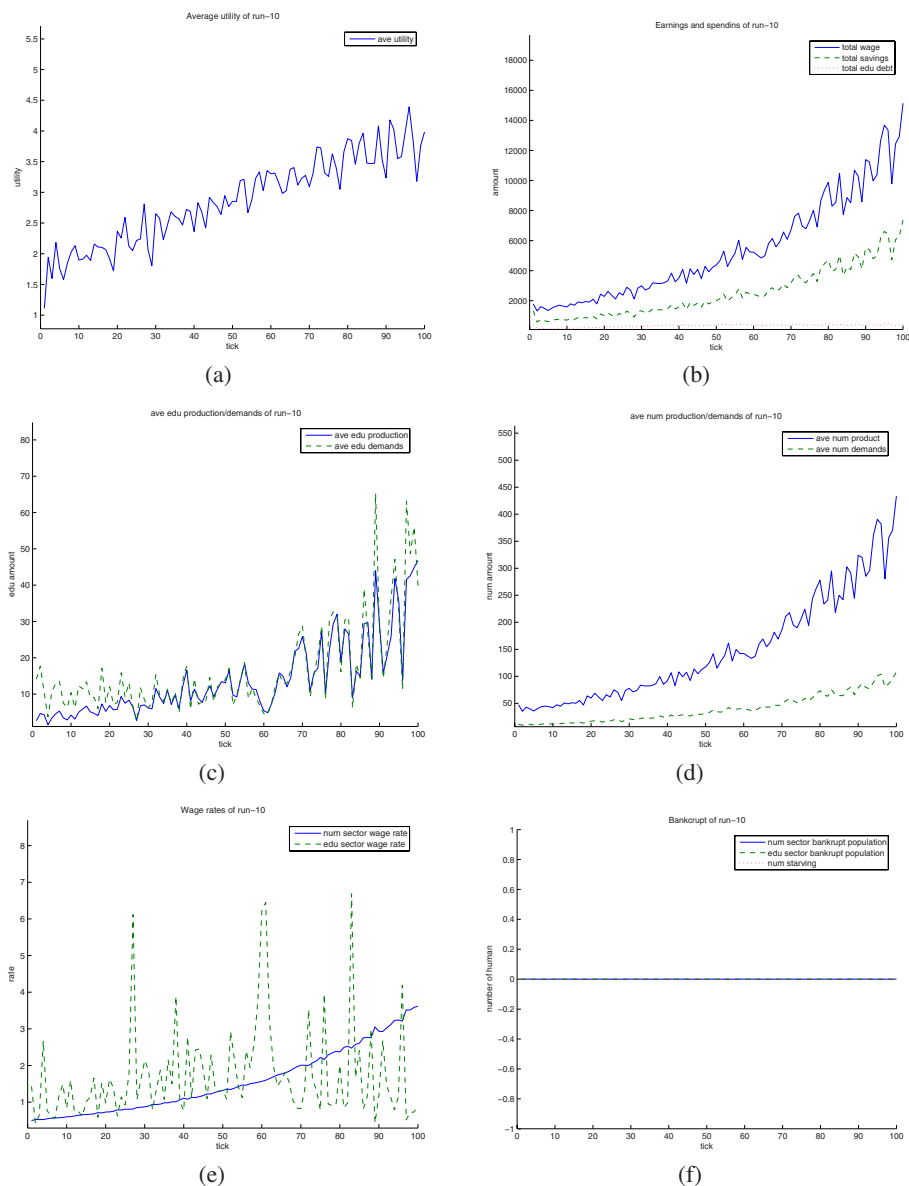 Average utility of run-10
5.5
5
4.5
4
3.5
3
2.5
2
1.5
1
utility
ave utility
0 10 20 30 40 50 60 70 80 90 100
tick
(a)
Earnings and spendins of run-10
18000
16000
14000
12000
10000
8000
6000
4000
2000
amount
total wage
total savings
total edu debt
0 10 20 30 40 50 60 70 80 90 100
tick
(b)
ave edu production/demands of run-10
80
70
60
50
40
30
20
10
edu amount
ave edu production
ave edu demands
0 10 20 30 40 50 60 70 80 90 100
tick
(c)
ave num production/demands of run-10
550
500
450
400
350
300
250
200
150
100
50
num amount
ave num product
ave num demands
0 10 20 30 40 50 60 70 80 90 100
tick
(d)
Wage rates of run-10
8
7
6
5
4
3
2
1
rate
num sector wage rate
edu sector wage rate
0 10 20 30 40 50 60 70 80 90 100
tick
(e)
Bankcrupt of run-10
1
0.8
0.6
0.4
0.2
0
-0.2
-0.4
-0.6
-0.8
-1
number of human
num sector bankrupt population
edu sector bankrupt population
num starving
0 10 20 30 40 50 60 70 80 90 100
tick
(f)